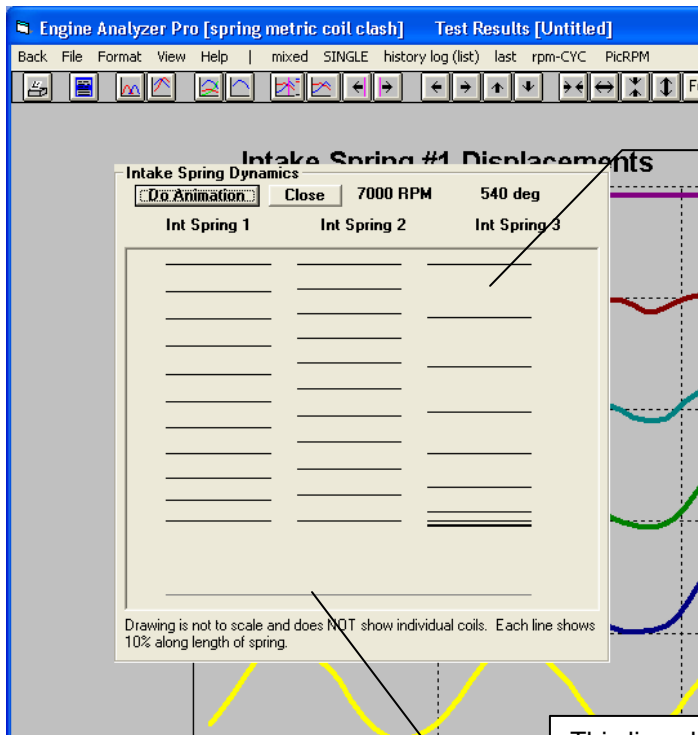 Engine Analyzer Pro [spring metric coil clash] Test Results [Untitled]
Back File Format View Help | mixed SINGLE history log (list) last rpm-CYC PicRPM
Intake Spring #1 Displacements
Intake Spring Dynamics
Do Animation Close 7000 RPM 540 deg
Int Spring 1 Int Spring 2 Int Spring 3
Drawing is not to scale and does NOT show individual coils. Each line shows
10% along length of spring.